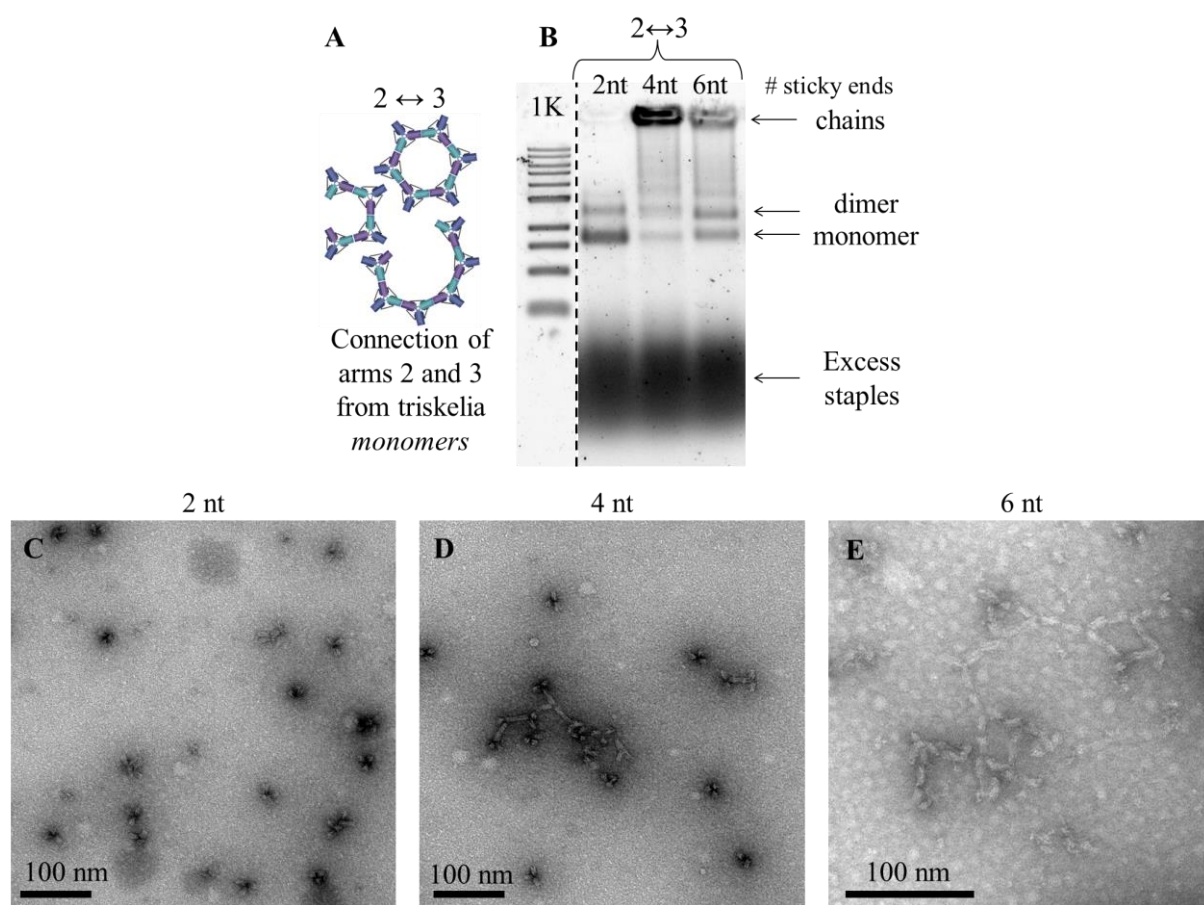 A
2 ↔ 3
Connection of
arms 2 and 3
from triskelia
monomers
B
2↔3
2nt 4nt 6nt
# sticky ends
1K
chains
dimer
monomer
Excess
staples
2 nt
4 nt
6 nt
C
D
E
100 nm
100 nm
100 nm